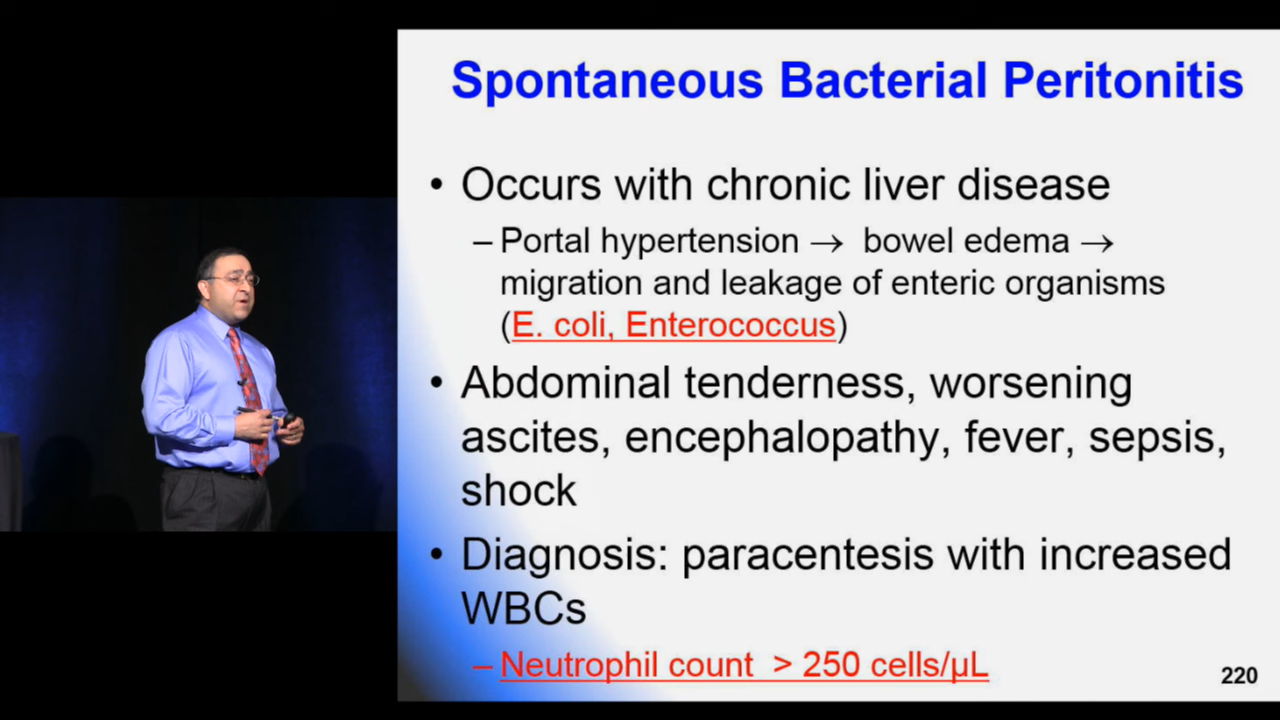 Spontaneous Bacterial Peritonitis
• Occurs with chronic liver disease
– Portal hypertension → bowel edema →
migration and leakage of enteric organisms
(E. coli, Enterococcus)
• Abdominal tenderness, worsening
ascites, encephalopathy, fever, sepsis,
shock
• Diagnosis: paracentesis with increased
WBCs
– Neutrophil count > 250 cells/µL
220